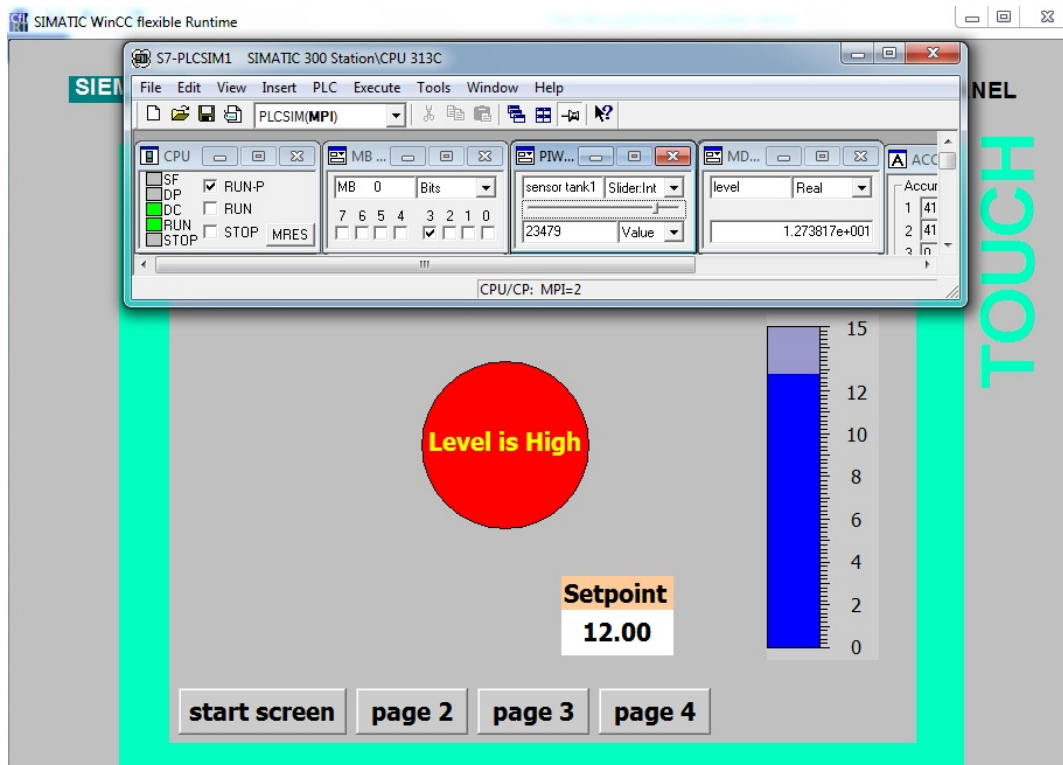 SIMATIC WinCC flexible Runtime
S7-PLCSIM1 SIMATIC 300 Station\CPU 313C
SIEM
NEL
File Edit View Insert PLC Execute Tools Window Help
PLCSIM(MPI)
CPU
MB ...
PIW...
MD...
ACC
SF
DP
DC
RUN
STOP
RUN-P
RUN
STOP
MRES
MB 0 Bits
7 6 5 4 3 2 1 0
sensor tank1 Slider:Int
23479 Value
level Real
1.273817e+001
Accur
1 41
2 41
3 0
CPU/CP: MPI=2
TOUCH
Level is High
15
12
10
8
6
4
2
0
Setpoint
12.00
start screen page 2 page 3 page 4